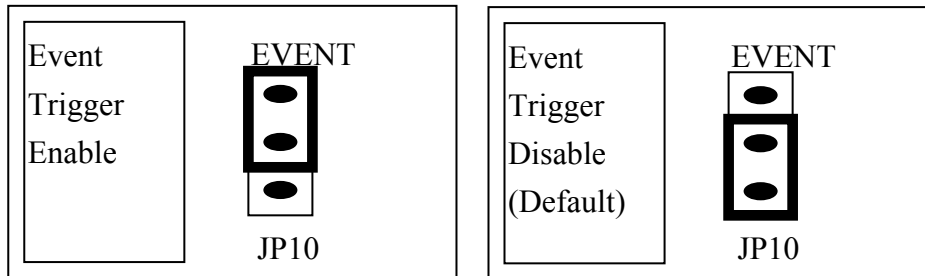 Event
Trigger
Enable
EVENT
JP10
Event
Trigger
Disable
(Default)
EVENT
JP10